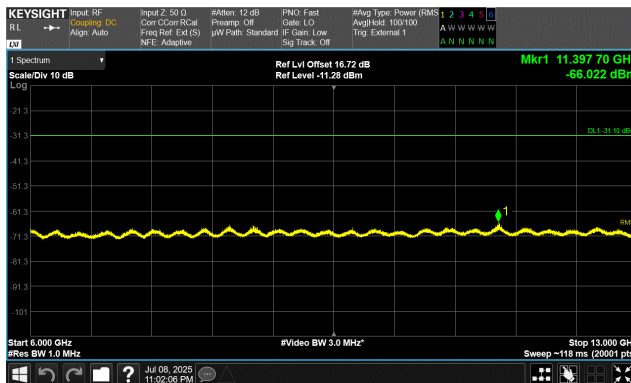 KEYSIGHT
RL
LXI
Input: RF
Coupling: DC
Align: Auto
Input Z: 50 Ω
Corr CCorr RCal
Freq Ref: Ext (S)
NFE: Adaptive
#Atten: 12 dB
Preamp: Off
µW Path: Standard
PNO: Fast
Gate: LO
IF Gain: Low
Sig Track: Off
#Avg Type: Power (RMS
Avg|Hold: 100/100
Trig: External 1
1 2 3 4 5 6
A W W W W W
A N N N N N
1 Spectrum
Scale/Div 10 dB
Log
Ref Lvl Offset 16.72 dB
Ref Level -11.28 dBm
Mkr1 11.397 70 GH
-66.022 dBr
-21.3
-31.3
DL1 -31.10 dB
-41.3
-51.3
-61.3
1
RM
-71.3
-81.3
-91.3
-101
Start 6.000 GHz
#Res BW 1.0 MHz
#Video BW 3.0 MHz*
Stop 13.000 GH
Sweep ~118 ms (20001 pts
?
Jul 08, 2025
11:02:06 PM